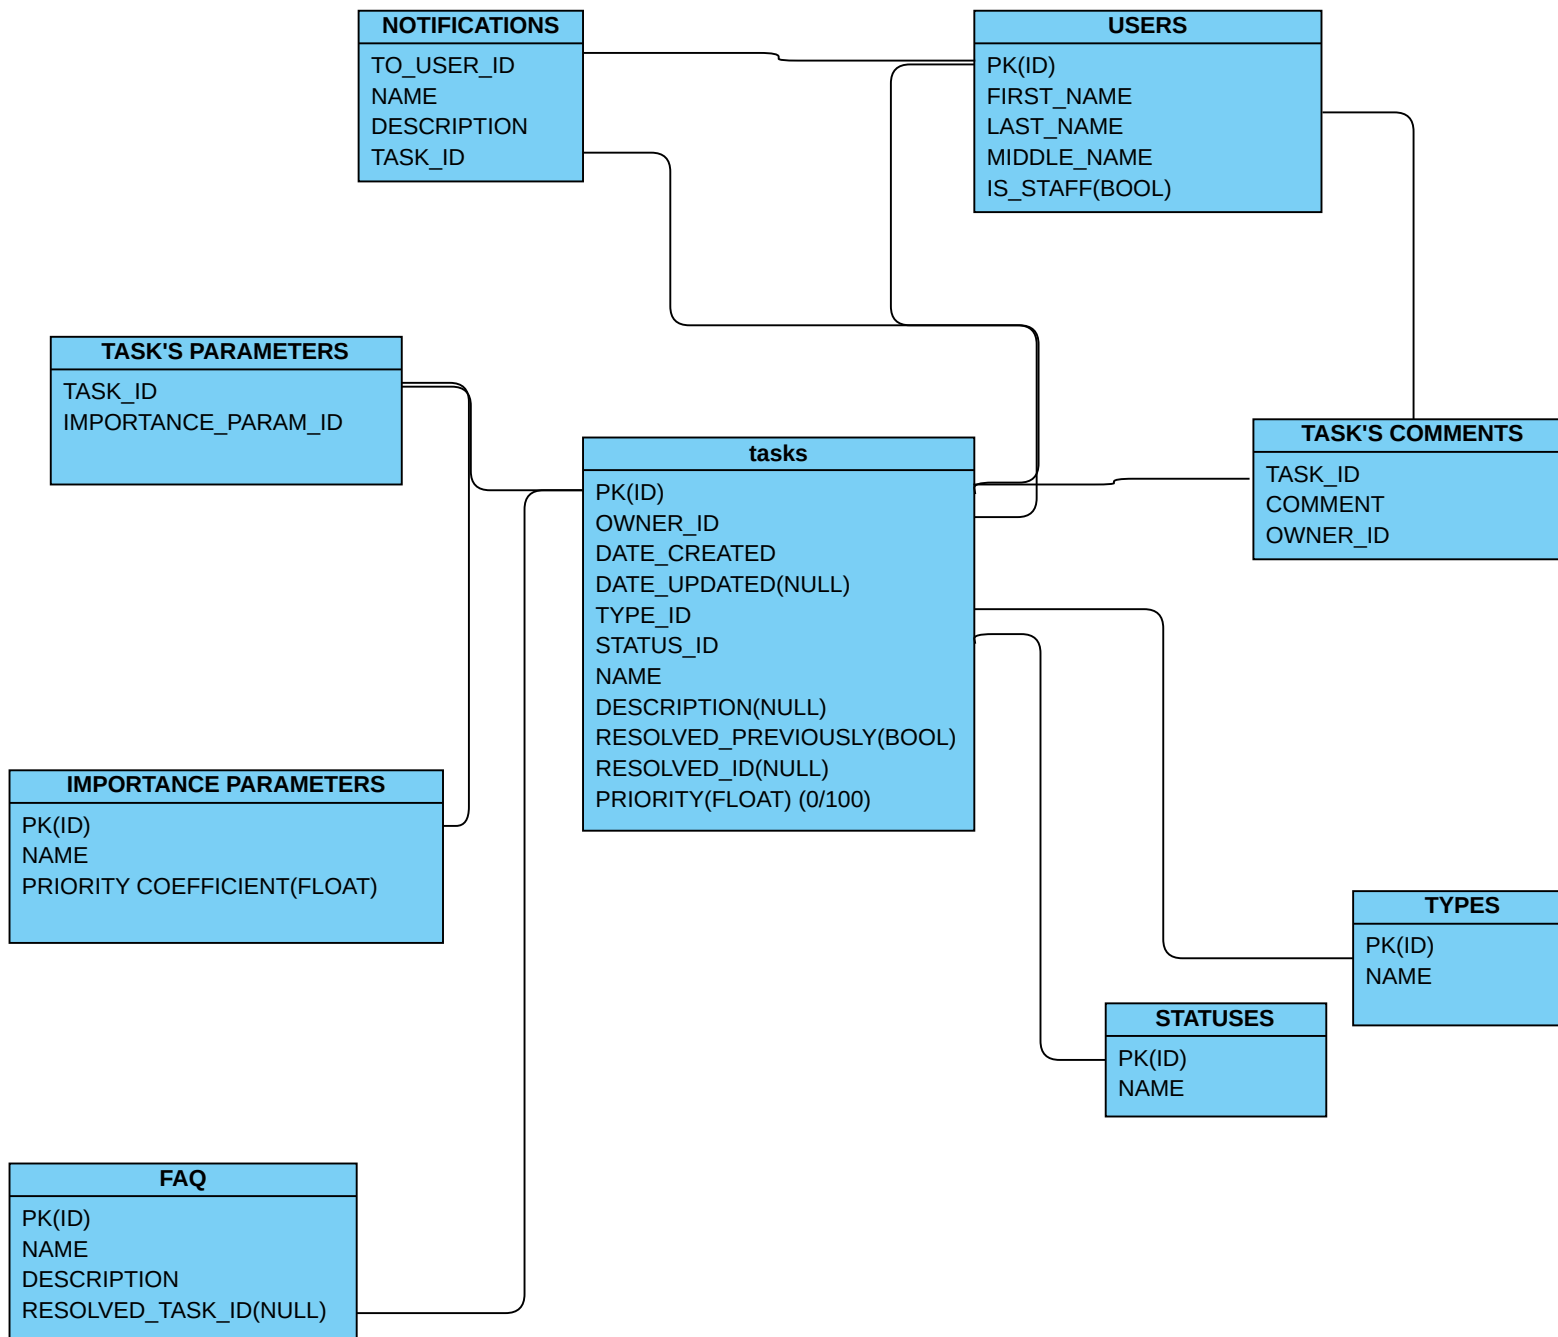 NOTIFICATIONS
TO_USER_ID
NAME
DESCRIPTION
TASK_ID
USERS
PK(ID)
FIRST_NAME
LAST_NAME
MIDDLE_NAME
IS_STAFF(BOOL)
TASK'S PARAMETERS
TASK_ID
IMPORTANCE_PARAM_ID
tasks
PK(ID)
OWNER_ID
DATE_CREATED
DATE_UPDATED(NULL)
TYPE_ID
STATUS_ID
NAME
DESCRIPTION(NULL)
RESOLVED_PREVIOUSLY(BOOL)
RESOLVED_ID(NULL)
PRIORITY(FLOAT) (0/100)
TASK'S COMMENTS
TASK_ID
COMMENT
OWNER_ID
IMPORTANCE PARAMETERS
PK(ID)
NAME
PRIORITY COEFFICIENT(FLOAT)
TYPES
PK(ID)
NAME
STATUSES
PK(ID)
NAME
FAQ
PK(ID)
NAME
DESCRIPTION
RESOLVED_TASK_ID(NULL)